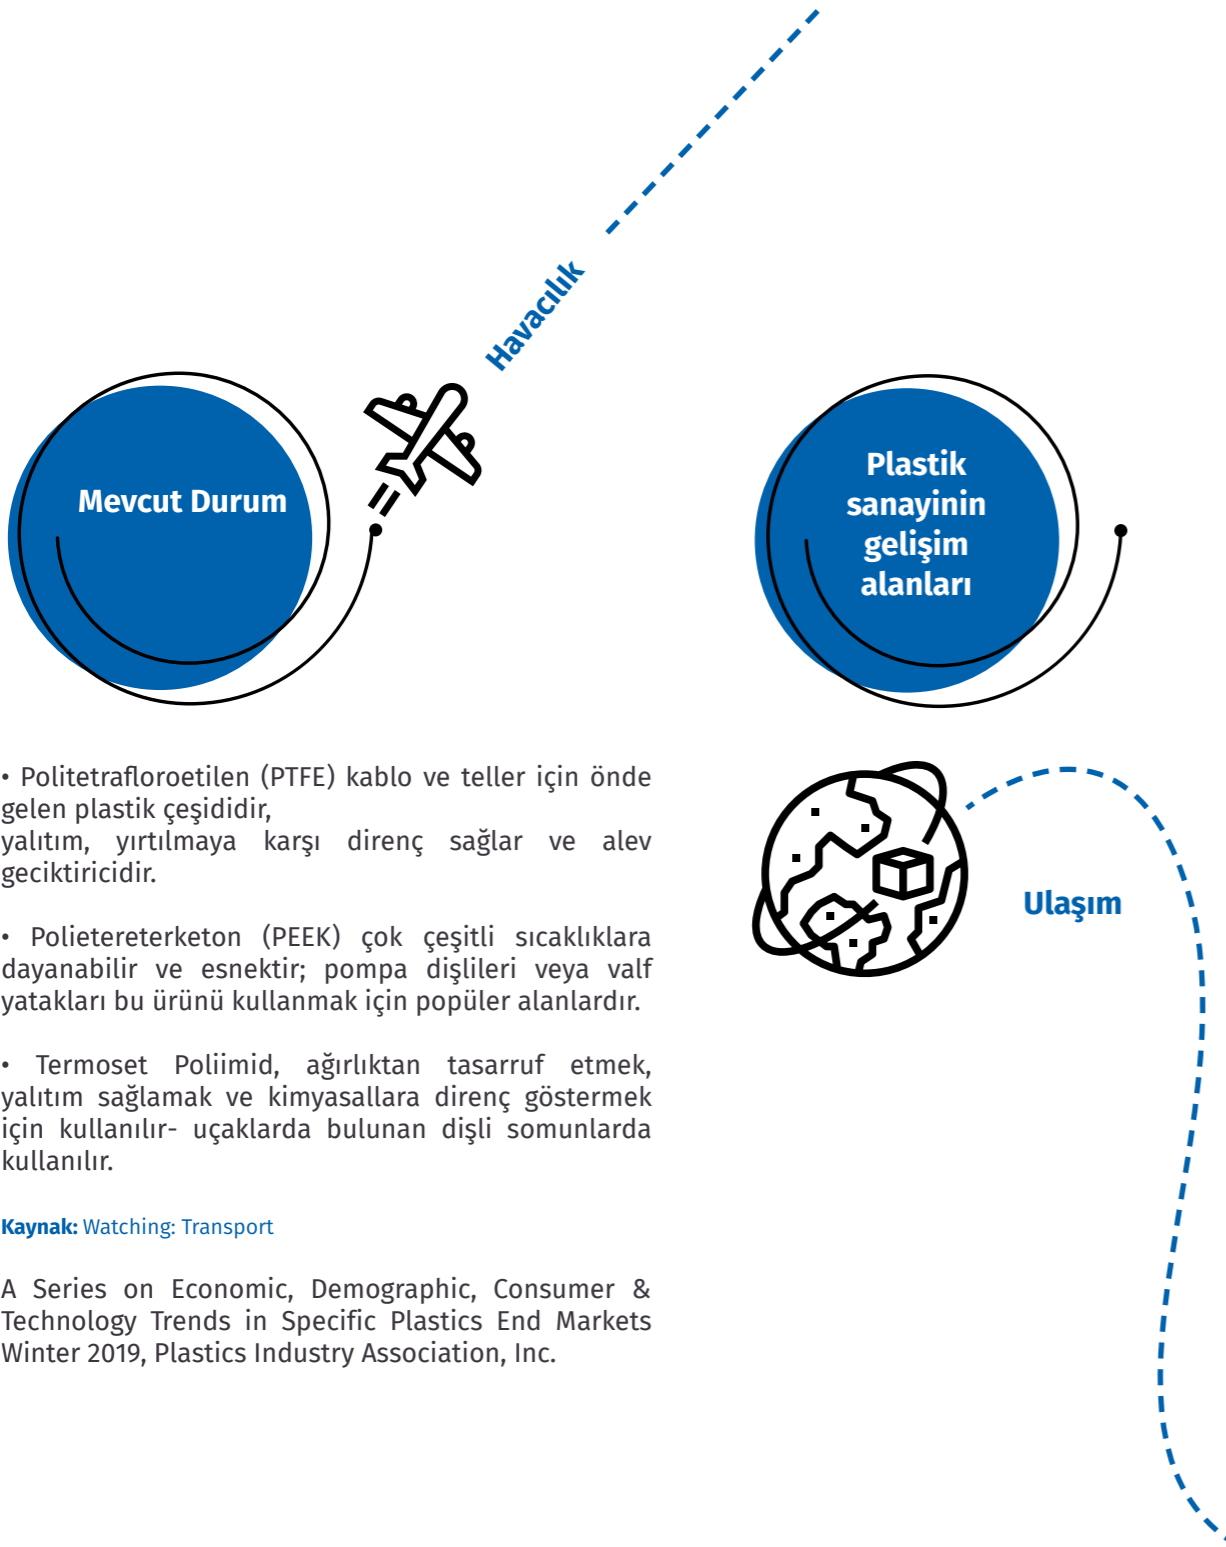 Havacılık
Mevcut Durum
• Politetrafloroetilen (PTFE) kablo ve teller için önde
gelen plastik çeşididir,
yalıtım, yırtılmaya karşı direnç sağlar ve alev
geciktiricidir.
• Polietereterketon (PEEK) çok çeşitli sıcaklıklara
dayanabilir ve esnektir; pompa dişlileri veya valf
yatakları bu ürünü kullanmak için popüler alanlardır.
• Termoset Poliimid, ağırlıktan tasarruf etmek,
yalıtım sağlamak ve kimyasallara direnç göstermek
için kullanılır- uçaklarda bulunan dişli somunlarda
kullanılır.
Kaynak: Watching: Transport
A Series on Economic, Demographic, Consumer &
Technology Trends in Specific Plastics End Markets
Winter 2019, Plastics Industry Association, Inc.
Plastik
sanayinin
gelişim
alanları
Ulaşım